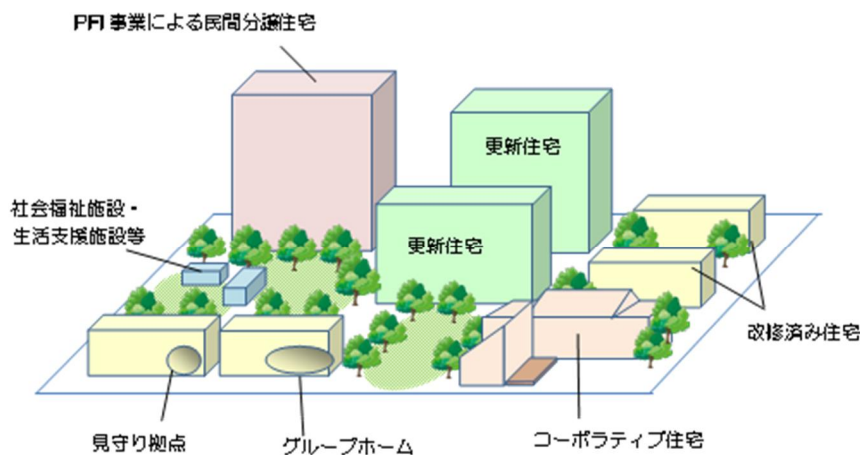 PFI 事業による民間分譲住宅
更新住宅
社会福祉施設・
生活支援施設等
更新住宅
改修済み住宅
見守り拠点
グループホーム
コーポラティブ住宅